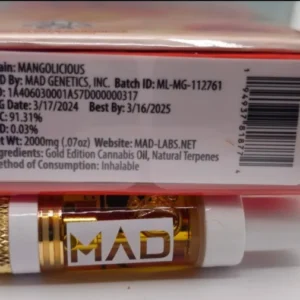 ain: MANGOLICIOUS
D By: MAD GENETICS, INC. Batch ID: ML-MG-112761
D: 1A406030001A57D000000317
G Date: 3/17/2024 Best By: 3/16/2025
C: 91.31%
D: 0.03%
t Wt: 2000mg (.07oz) Website: MAD-LABS.NET
gredients: Gold Edition Cannabis Oil, Natural Terpenes
ethod of Consumption: Inhalable
MAD